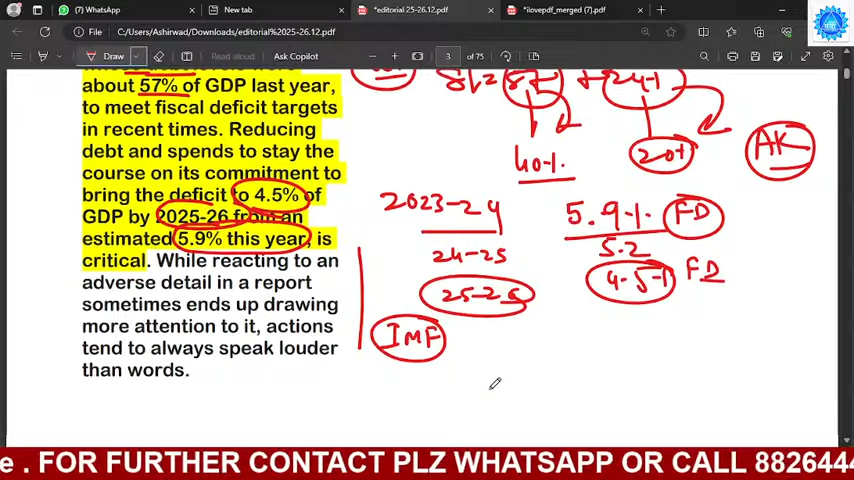 WhatsApp
New tab
*editorial 25-26.12.pdf
*ilovepdf_merged (7).pdf
File
C:/Users/Ashirwad/Downloads/editorial%2025-26.12.pdf
Draw
Read aloud
Ask Copilot
3
of 75
about 57% of GDP last year,
to meet fiscal deficit targets
in recent times. Reducing
debt and spends to stay the
course on its commitment to
bring the deficit to 4.5% of
GDP by 2025-26 from an
estimated 5.9% this year, is
critical. While reacting to an
adverse detail in a report
sometimes ends up drawing
more attention to it, actions
tend to always speak louder
than words.
40%
20%
AK
2023-24 5.9% FD
24-25 5.2
25-26 4.5% FD
IMF
e . FOR FURTHER CONTACT PLZ WHATSAPP OR CALL 8826444